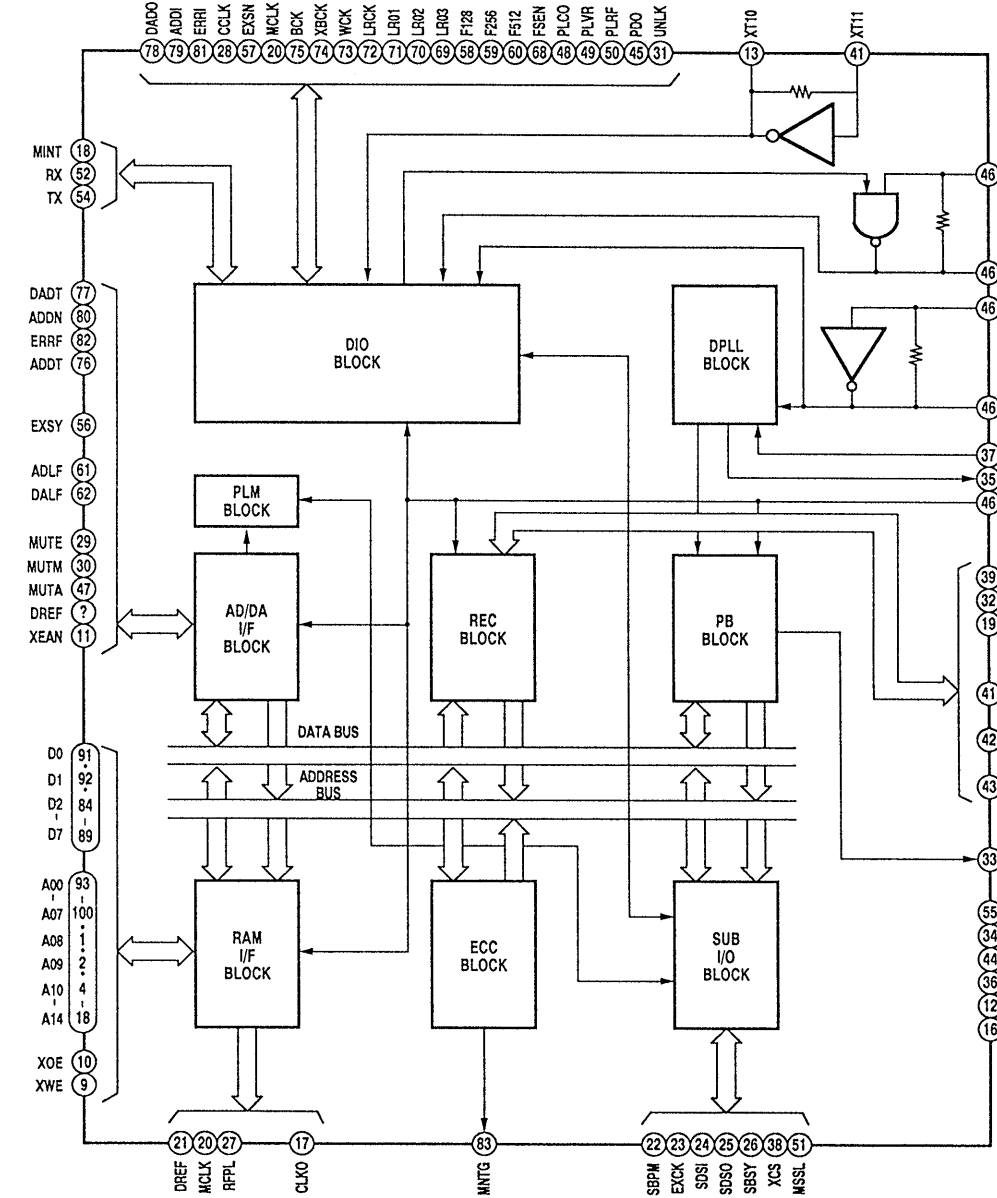 DADO ADDI ERRI CCLK EXSN MCLK BCK XBCK WCK LRCK LR01 LR02 LR03 F128 F256 F512 FSEN PLCO PLVR PLRF PDO UNLK XT10 XT11
78 79 81 28 57 20 75 74 73 72 71 70 69 58 59 60 68 48 49 50 45 31 13 41
MINT 18
RX 52
TX 54
46
46
46
46
DADT 77
ADDN 80
ERRF 82
ADDT 76
EXSY 56
ADLF 61
DALF 62
MUTE 29
MUTM 30
MUTA 47
DREF ?
XEAN 11
DIO
BLOCK
DPLL
BLOCK
37
35
46
PLM
BLOCK
AD/DA
I/F
BLOCK
REC
BLOCK
PB
BLOCK
39
32
19
41
42
43
DATA BUS
ADDRESS
BUS
D0 91
D1 92
D2 84
D7 89
A00 93
A07 100
A08 1
A09 2
A10 4
A14 18
XOE 10
XWE 9
RAM
I/F
BLOCK
ECC
BLOCK
SUB
I/O
BLOCK
33
55
34
44
36
12
16
21 20 27 17 83 22 23 24 25 26 38 51
DREF MCLK RFPL CLKO MNTG SBPM EXCK SDSI SDSO SBSY XCS MSSL